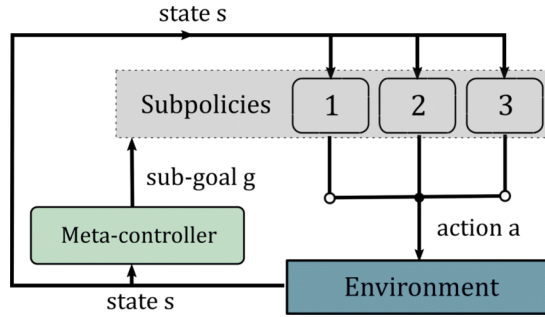 state s
Subpolicies 1 2 3
sub-goal g
Meta-controller
action a
state s
Environment